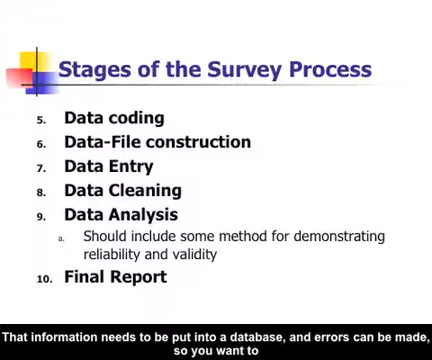 Stages of the Survey Process
5. Data coding
6. Data-File construction
7. Data Entry
8. Data Cleaning
9. Data Analysis
a. Should include some method for demonstrating
reliability and validity
10. Final Report
That information needs to be put into a database, and errors can be made,
so you want to